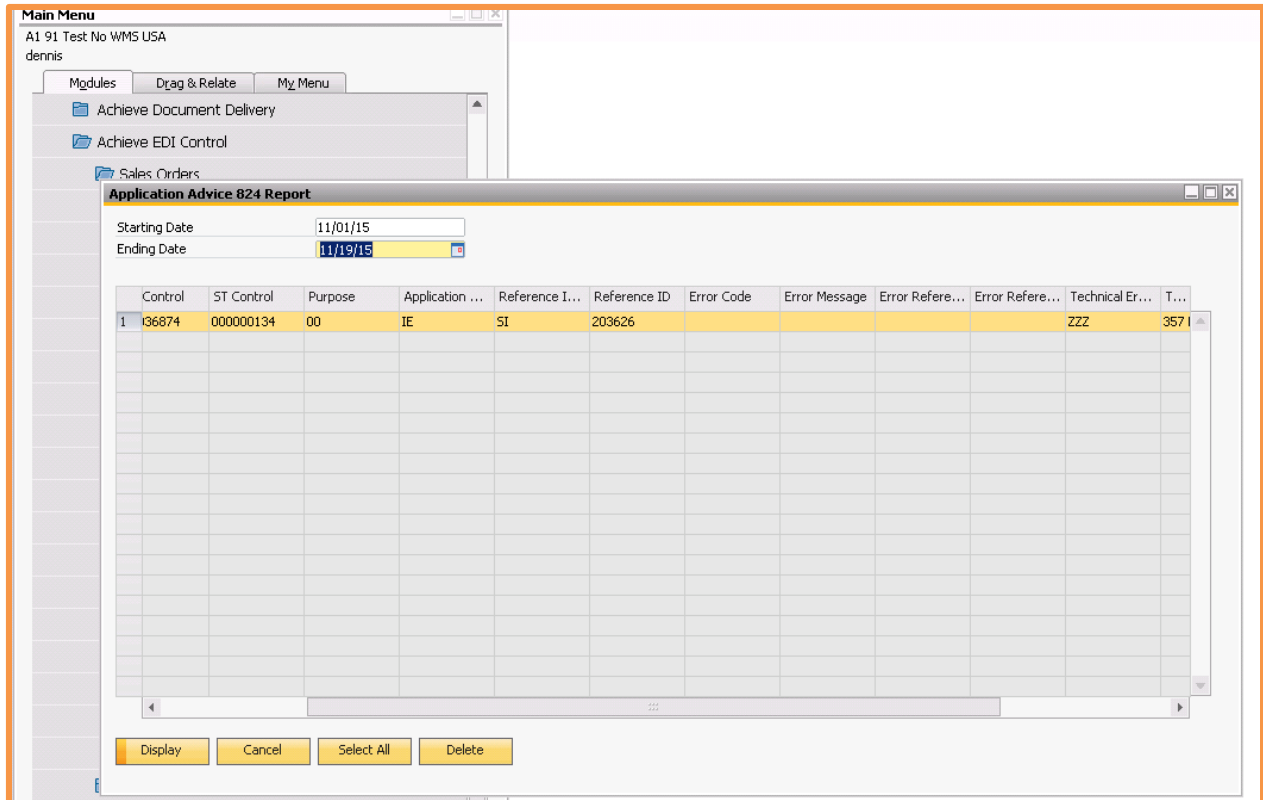 Main Menu
A1 91 Test No WMS USA
dennis
Modules Drag & Relate My Menu
Achieve Document Delivery
Achieve EDI Control
Sales Orders
Application Advice 824 Report
Starting Date 11/01/15
Ending Date 11/19/15
Control ST Control Purpose Application ... Reference I... Reference ID Error Code Error Message Error Refere... Error Refere... Technical Er... T...
1 36874 000000134 00 IE SI 203626 ZZZ 357
Display Cancel Select All Delete